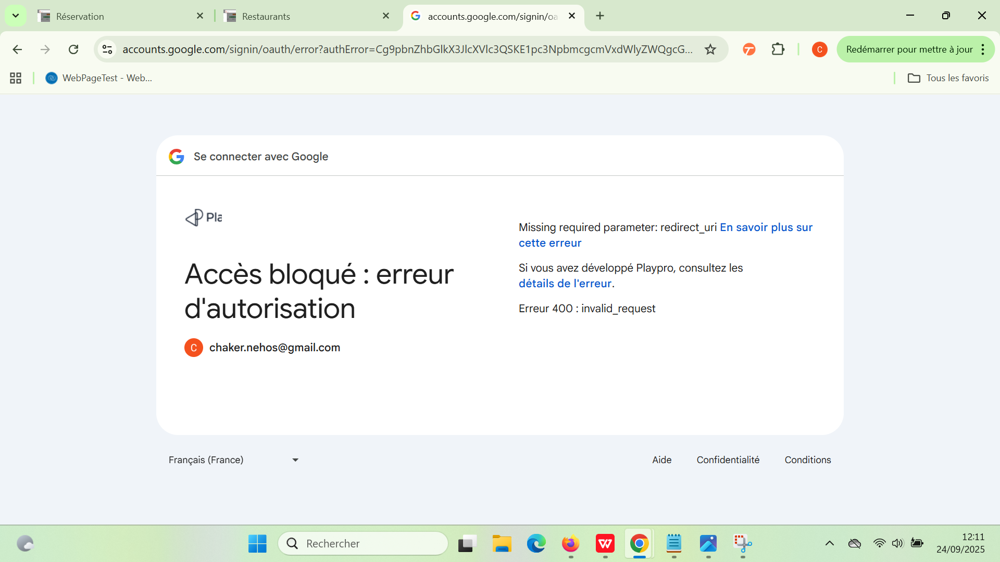 Réservation
Restaurants
accounts.google.com/signin/oa
accounts.google.com/signin/oauth/error?authError=Cg9pbnZhbGlkX3JlcXVlc3QSKE1pc3NpbmcgcmVxdWlyZWQgcG...
C
Redémarrer pour mettre à jour
WebPageTest - Web...
Tous les favoris
Se connecter avec Google
Pla
Accès bloqué : erreur
d'autorisation
C
chaker.nehos@gmail.com
Missing required parameter: redirect_uri En savoir plus sur
cette erreur
Si vous avez développé Playpro, consultez les
détails de l'erreur.
Erreur 400 : invalid_request
Français (France)
Aide
Confidentialité
Conditions
Rechercher
12:11
24/09/2025